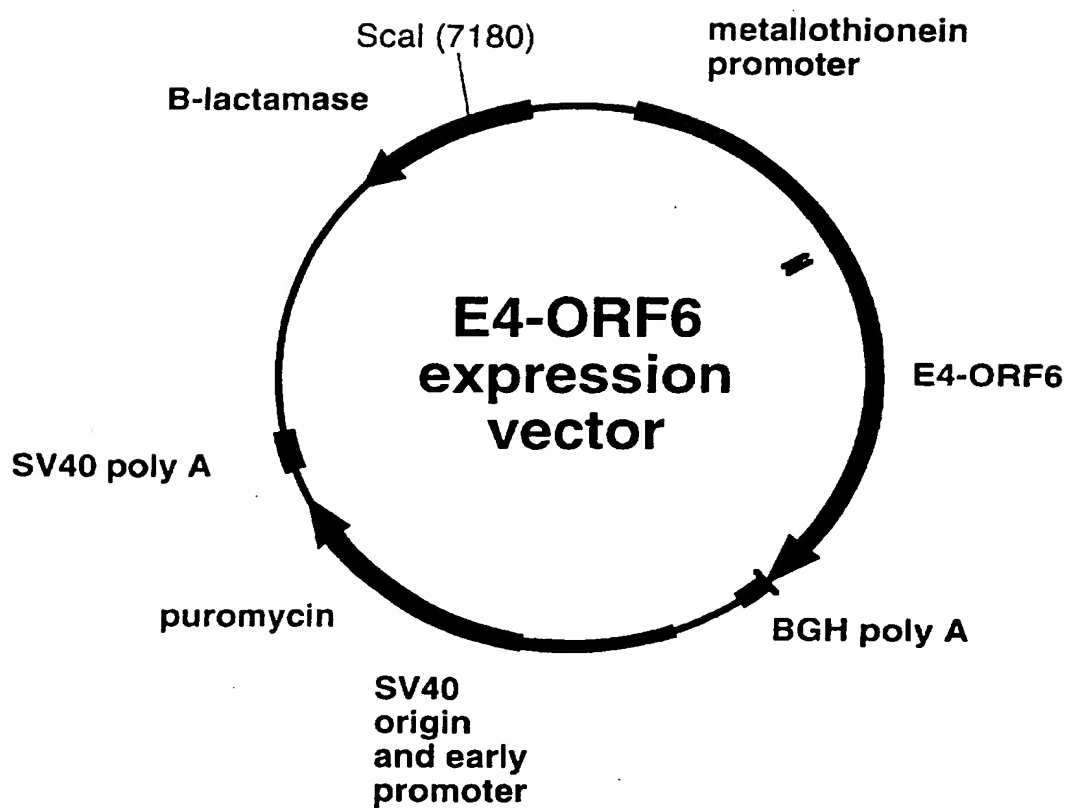 ScaI (7180)
metallothionein
promoter
B-lactamase
E4-ORF6
expression
vector
E4-ORF6
SV40 poly A
puromycin
BGH poly A
SV40
origin
and early
promoter